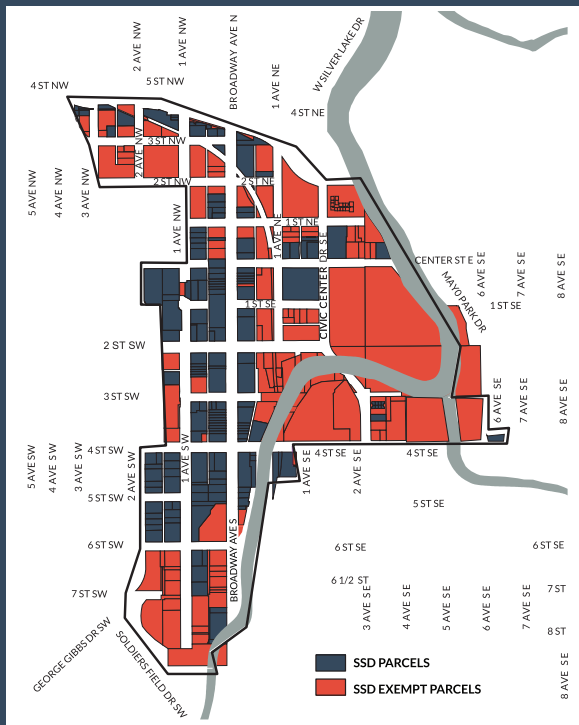 W SILVER LAKE DR
BROADWAY AVE N
1 AVE NW
2 AVE NW
5 ST NW
4 ST NW
1 AVE NE
4 ST NE
3 ST NW
2 AVE NW
2 ST NW
2 ST NE
5 AVE NW
4 AVE NW
3 AVE NW
1 AVE NW
1 AVE NE
1 ST NE
CIVIC CENTER DR SE
CENTER ST E
6 AVE SE
7 AVE SE
8 AVE SE
MAYO PARK DR
1 ST SE
1 ST SE
2 ST SW
3 ST SW
6 AVE SE
7 AVE SE
8 AVE SE
4 ST SW
1 AVE SW
4 ST SE
4 ST SE
5 AVE SW
4 AVE SW
3 AVE SW
2 AVE SW
1 AVE SE
2 AVE SE
5 ST SW
5 ST SE
6 ST SW
BROADWAY AVE S
6 ST SE
6 ST SE
6 1/2 ST
7 ST SW
3 AVE SE
4 AVE SE
5 AVE SE
6 AVE SE
7 AVE SE
7 ST
8 ST
GEORGE GIBBS DR SW
SOLDIERS FIELD DR SW
8 AVE SE
SSD PARCELS
SSD EXEMPT PARCELS